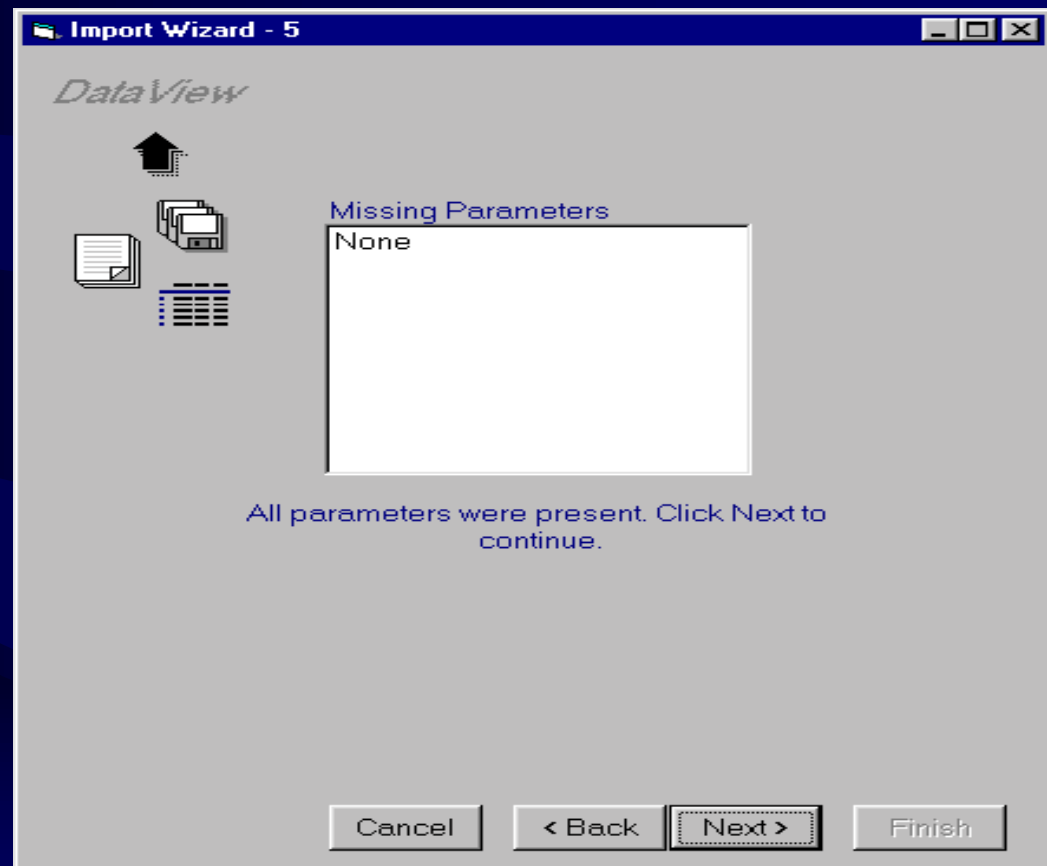 Import Wizard - 5
DataView
Missing Parameters
None
All parameters were present. Click Next to
continue.
Cancel
< Back
Next >
Finish